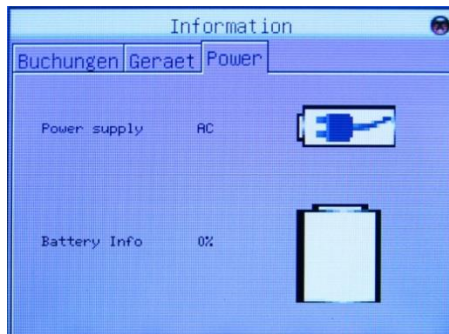 Information
Buchungen Geraet Power
Power supply AC
Battery Info 0%